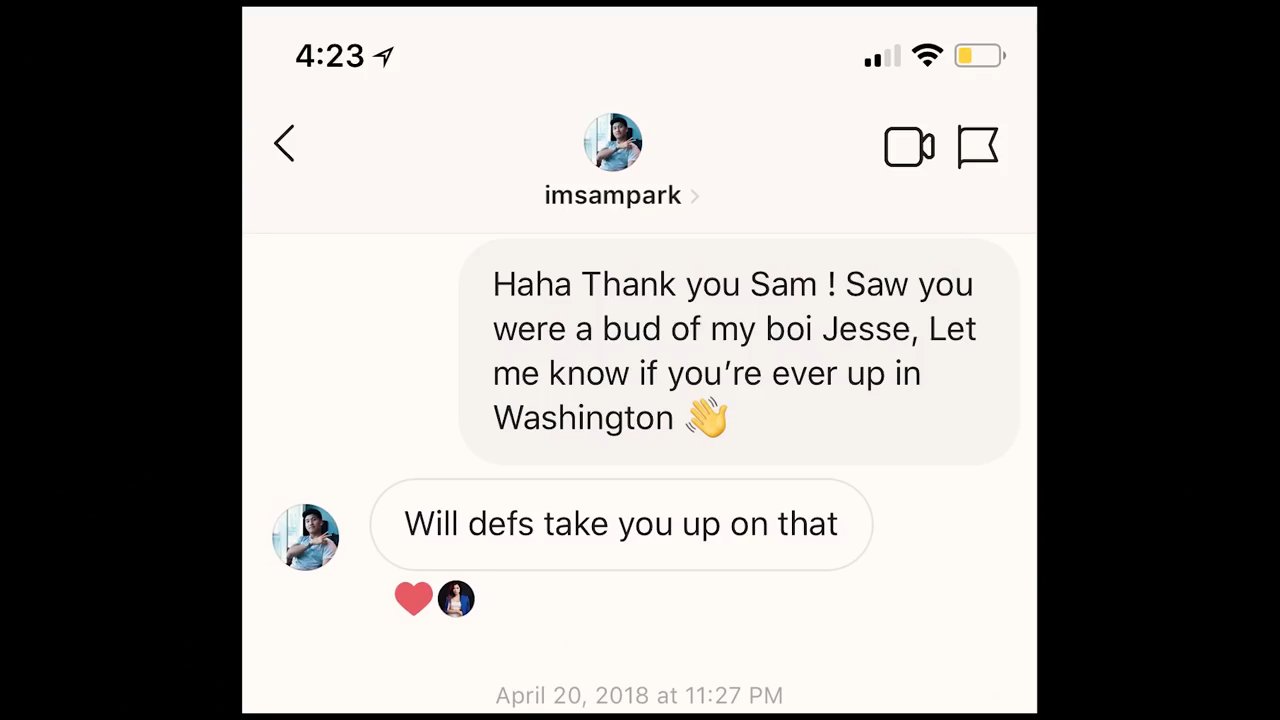 4:23
imsampark
Haha Thank you Sam ! Saw you
were a bud of my boi Jesse, Let
me know if you’re ever up in
Washington 👋
Will defs take you up on that
April 20, 2018 at 11:27 PM